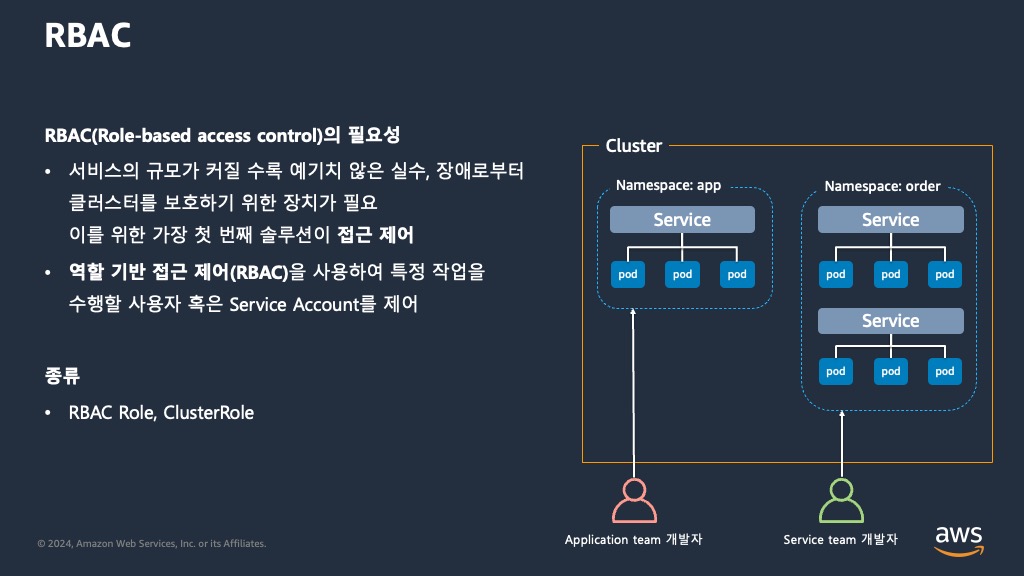 RBAC
RBAC(Role-based access control)의 필요성
• 서비스의 규모가 커질 수록 예기치 않은 실수, 장애로부터
클러스터를 보호하기 위한 장치가 필요
이를 위한 가장 첫 번째 솔루션이 접근 제어
• 역할 기반 접근 제어(RBAC)을 사용하여 특정 작업을
수행할 사용자 혹은 Service Account를 제어
종류
• RBAC Role, ClusterRole
Cluster
Namespace: app
Service
pod pod pod
Namespace: order
Service
pod pod pod
Service
pod pod pod
Application team 개발자
Service team 개발자
© 2024, Amazon Web Services, Inc. or its Affiliates.
aws